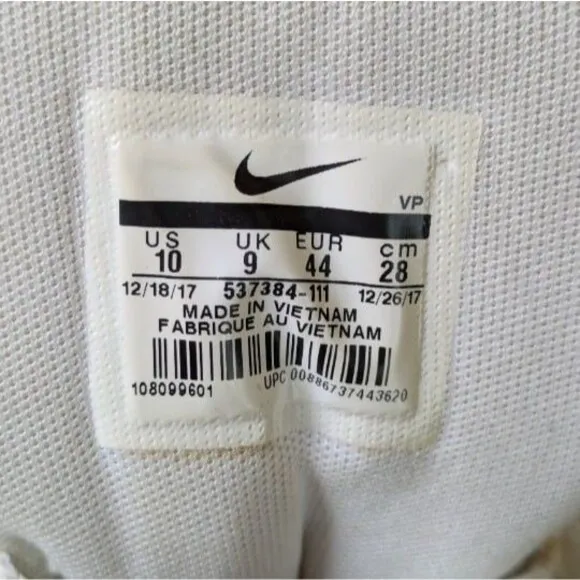 VP
US UK EUR cm
10 9 44 28
12/18/17 537384-111 12/26/17
MADE IN VIETNAM
FABRIQUE AU VIETNAM
108099601 UPC 00886737443620